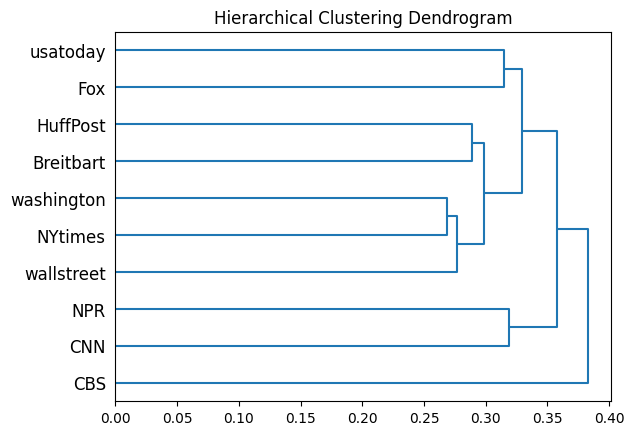 Hierarchical Clustering Dendrogram
usatoday
Fox
HuffPost
Breitbart
washington
NYtimes
wallstreet
NPR
CNN
CBS
0.00 0.05 0.10 0.15 0.20 0.25 0.30 0.35 0.40